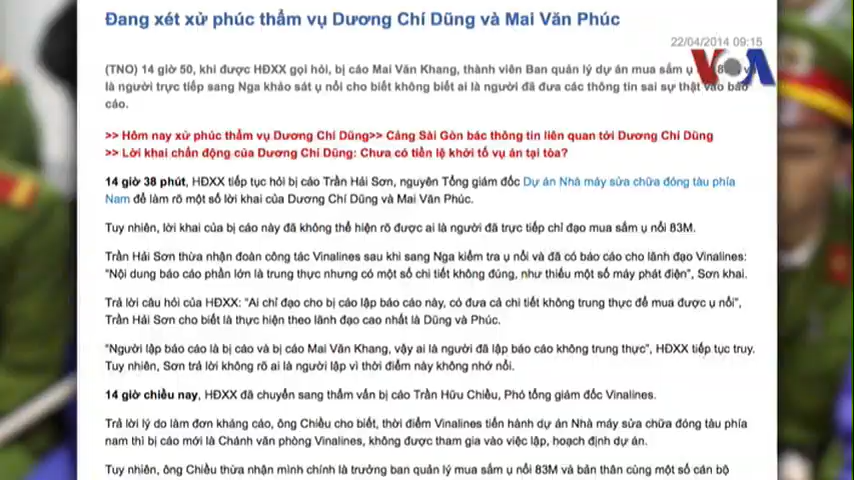 Đang xét xử phúc thẩm vụ Dương Chí Dũng và Mai Văn Phúc
22/04/2014 09:15
VOA
(TNO) 14 giờ 50, khi được HĐXX gọi hỏi, bị cáo Mai Văn Khang, thành viên Ban quản lý dự án mua sắm ụ
là người trực tiếp sang Nga khảo sát ụ nổi cho biết không biết ai là người đã đưa các thông tin sai sự thật vào báo
cáo.
>> Hôm nay xử phúc thẩm vụ Dương Chí Dũng>> Cảng Sài Gòn bác thông tin liên quan tới Dương Chí Dũng
>> Lời khai chấn động của Dương Chí Dũng: Chưa có tiền lệ khởi tố vụ án tại tòa?
14 giờ 38 phút, HĐXX tiếp tục hỏi bị cáo Trần Hải Sơn, nguyên Tổng giám đốc Dự án Nhà máy sửa chữa đóng tàu phía
Nam để làm rõ một số lời khai của Dương Chí Dũng và Mai Văn Phúc.
Tuy nhiên, lời khai của bị cáo này đã không thể hiện rõ được ai là người đã trực tiếp chỉ đạo mua sắm ụ nổi 83M.
Trần Hải Sơn thừa nhận đoàn công tác Vinalines sau khi sang Nga kiểm tra ụ nổi và đã có báo cáo cho lãnh đạo Vinalines:
“Nội dung báo cáo phần lớn là trung thực nhưng có một số chi tiết không đúng, như thiếu một số máy phát điện”, Sơn khai.
Trả lời câu hỏi của HĐXX: “Ai chỉ đạo cho bị cáo lập báo cáo này, có đưa cả chi tiết không trung thực để mua được ụ nổi”,
Trần Hải Sơn cho biết là thực hiện theo lãnh đạo cao nhất là Dũng và Phúc.
“Người lập báo cáo là bị cáo và bị cáo Mai Văn Khang, vậy ai là người đã lập báo cáo không trung thực”, HĐXX tiếp tục truy.
Tuy nhiên, Sơn trả lời không rõ ai là người lập vì thời điểm này không nhớ nổi.
14 giờ chiều nay, HĐXX đã chuyển sang thẩm vấn bị cáo Trần Hữu Chiều, Phó tổng giám đốc Vinalines.
Trả lời lý do làm đơn kháng cáo, ông Chiều cho biết, thời điểm Vinalines tiến hành dự án Nhà máy sửa chữa đóng tàu phía
nam thì bị cáo mới là Chánh văn phòng Vinalines, không được tham gia vào việc lập, hoạch định dự án.
Tuy nhiên, ông Chiều thừa nhận mình chính là trưởng ban quản lý mua sắm ụ nổi 83M và bản thân cùng một số cán bộ